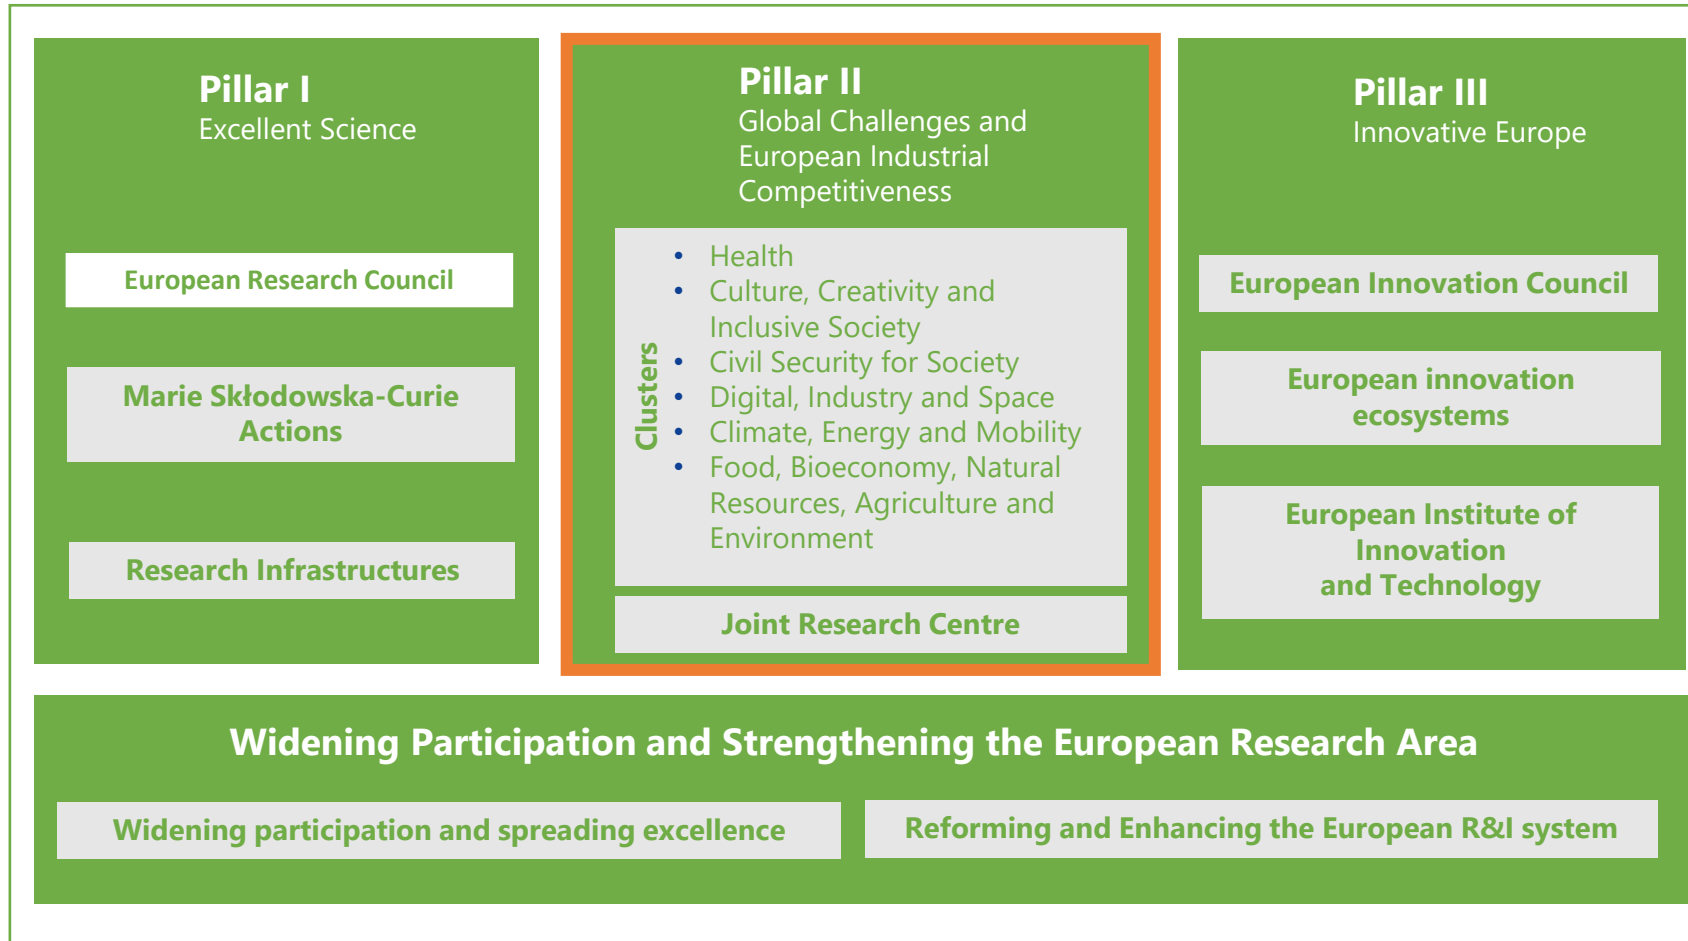 Pillar I
Excellent Science
European Research Council
Marie Skłodowska-Curie
Actions
Research Infrastructures
Pillar II
Global Challenges and
European Industrial
Competitiveness
Clusters
• Health
• Culture, Creativity and
Inclusive Society
• Civil Security for Society
• Digital, Industry and Space
• Climate, Energy and Mobility
• Food, Bioeconomy, Natural
Resources, Agriculture and
Environment
Joint Research Centre
Pillar III
Innovative Europe
European Innovation Council
European innovation
ecosystems
European Institute of
Innovation
and Technology
Widening Participation and Strengthening the European Research Area
Widening participation and spreading excellence
Reforming and Enhancing the European R&I system